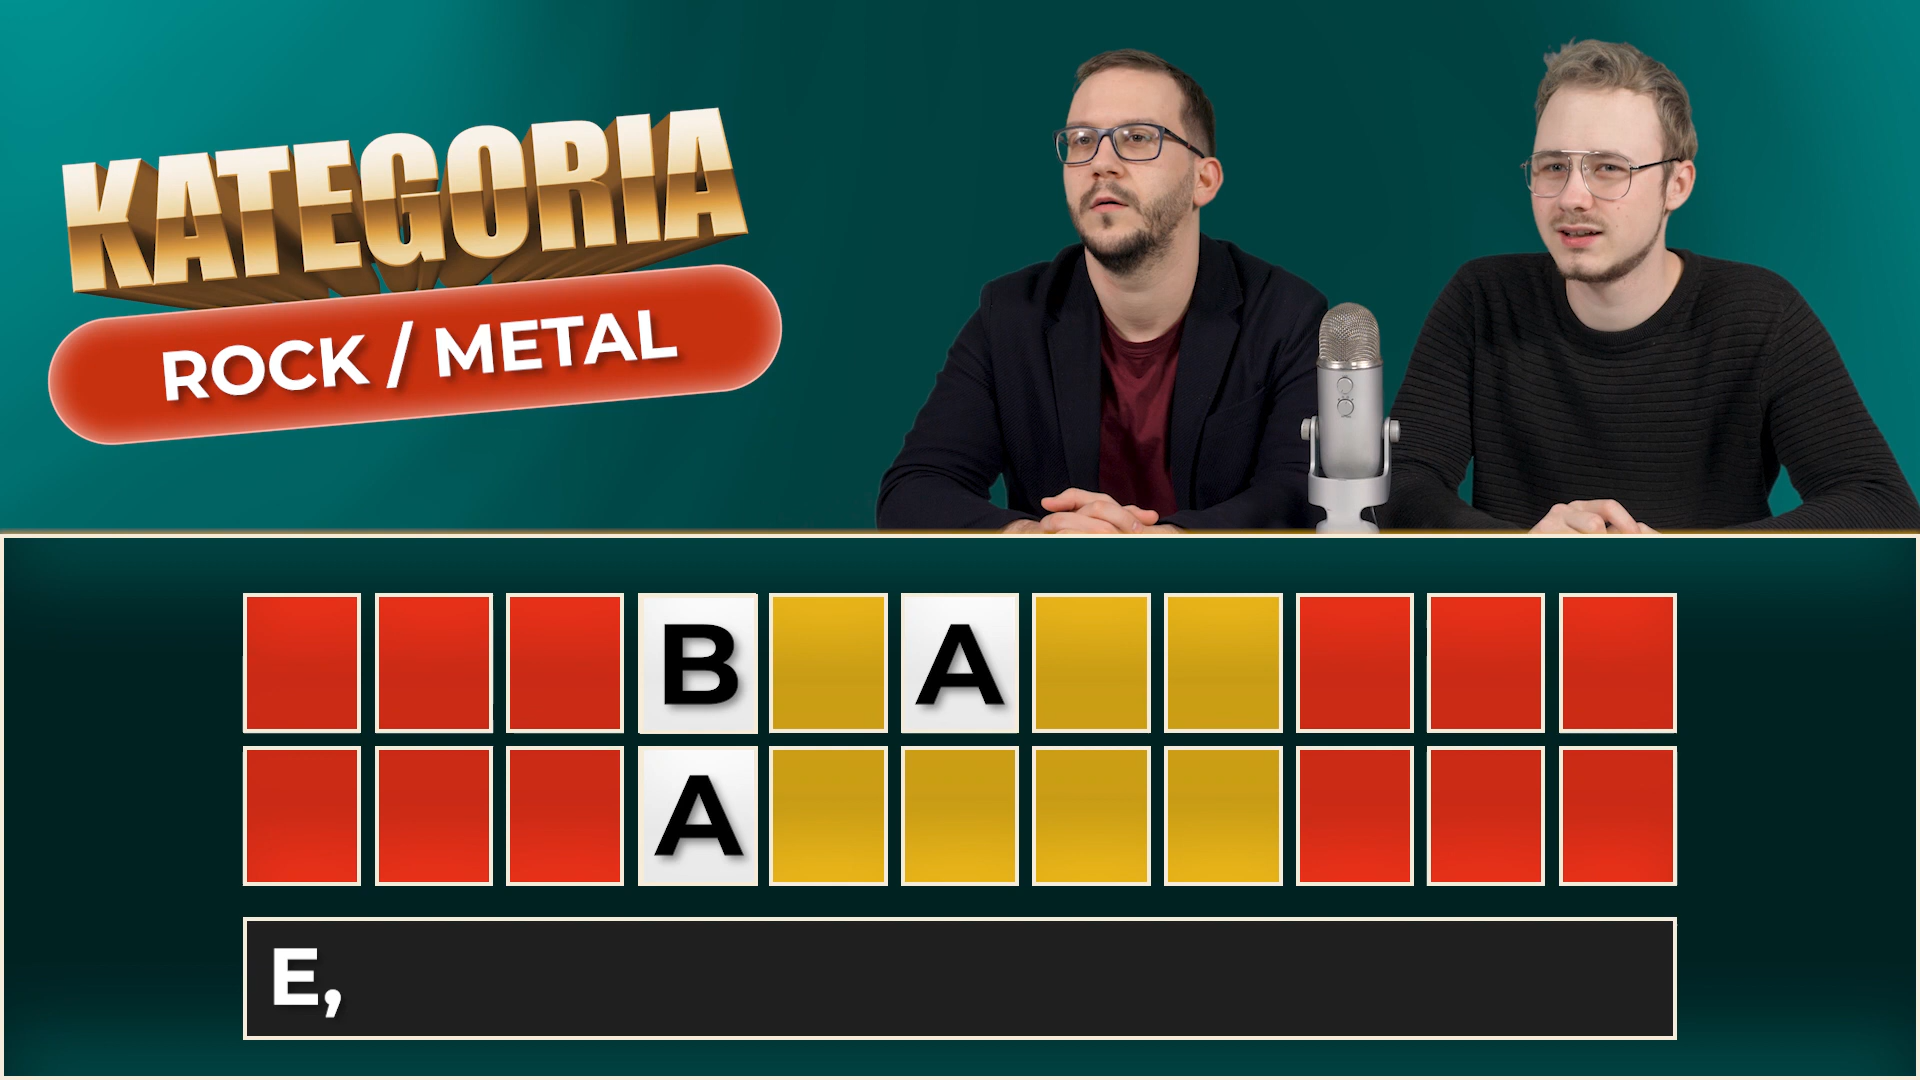 KATEGORIA
ROCK / METAL
B A
A
E,